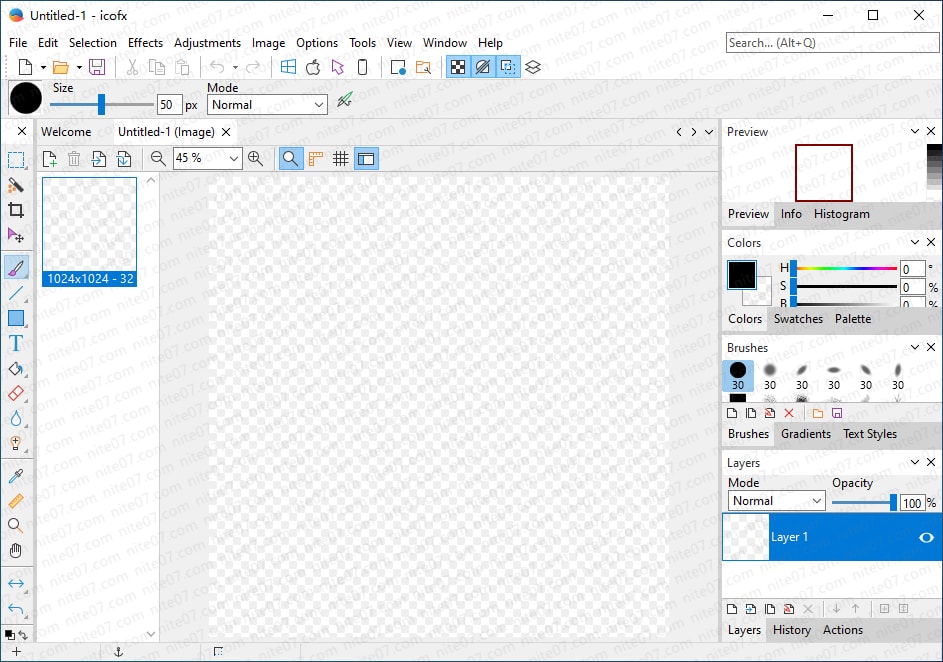 Untitled-1 - icofx
File Edit Selection Effects Adjustments Image Options Tools View Window Help
Search... (Alt+Q)
Size
50 px
Mode
Normal
Welcome
Untitled-1 (Image)
45 %
1024x1024 - 32
T
Preview
Preview Info Histogram
Colors
H 0 °
S 0 %
B 0 %
Colors Swatches Palette
Brushes
30 30 30 30 30 30
Brushes Gradients Text Styles
Layers
Mode Opacity
Normal 100 %
Layer 1
Layers History Actions
nite07.com